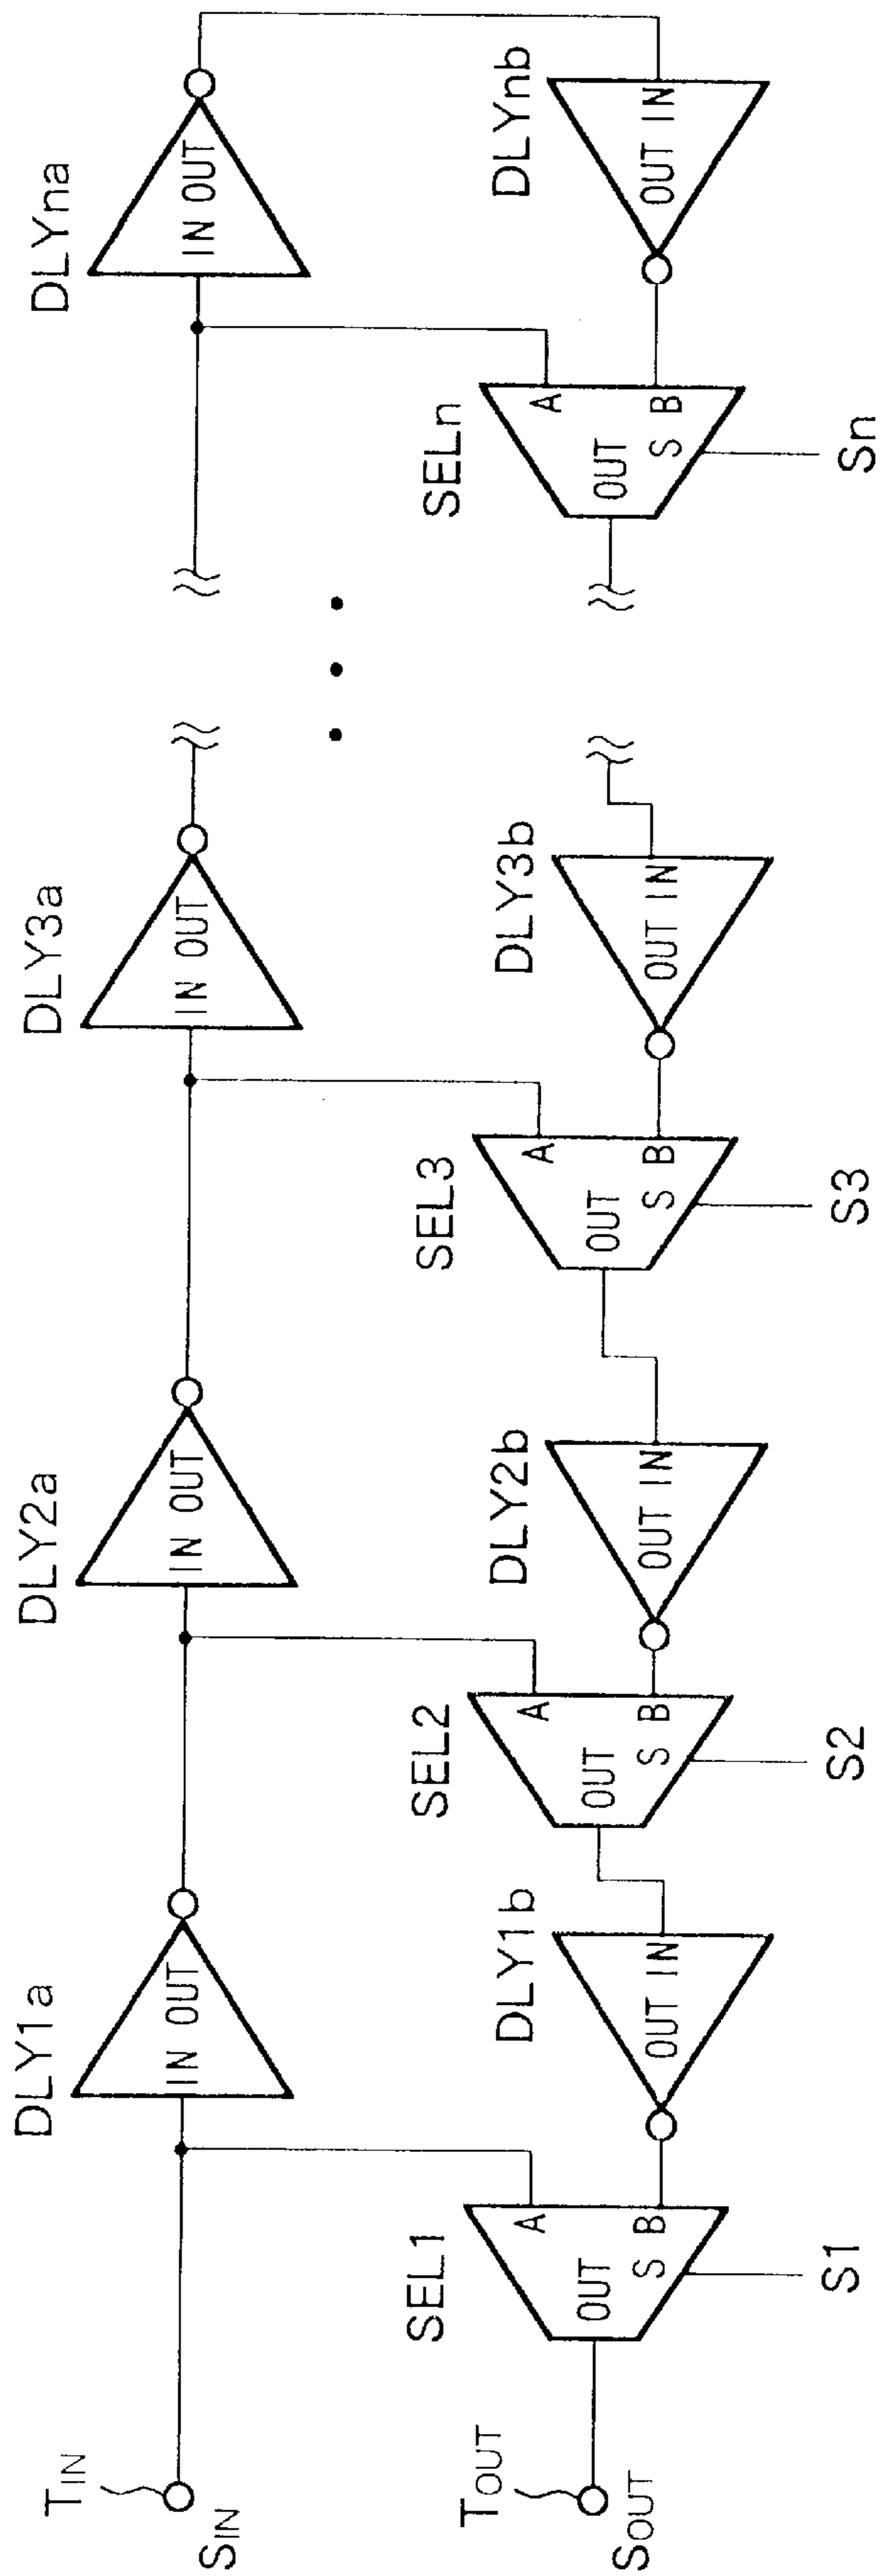 DLY1a
DLY2a
DLY3a
DLYna
IN OUT
IN OUT
IN OUT
IN OUT
TIN
SIN
SEL1
DLY1b
SEL2
DLY2b
SEL3
DLY3b
SELn
DLYnb
TOUT
SOUT
OUT
A
S
B
OUT IN
OUT
A
S
B
OUT IN
OUT
A
S
B
OUT IN
OUT
A
S
B
OUT IN
S1
S2
S3
Sn